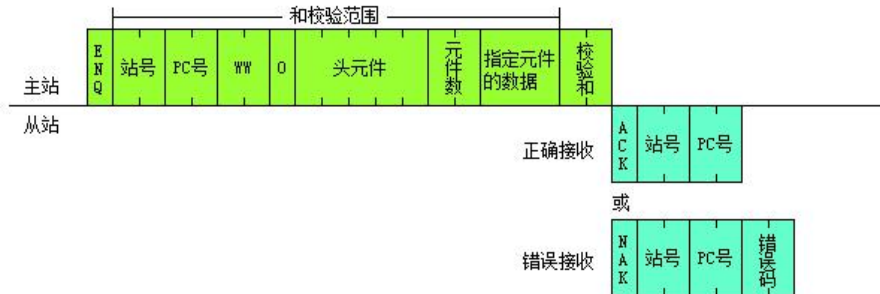 和校验范围
主站
ENQ 站号 PC号 WW 0 头元件 元件数 指定元件的数据 校验和
从站
正确接收 ACK 站号 PC号
或
错误接收 NAK 站号 PC号 错误码